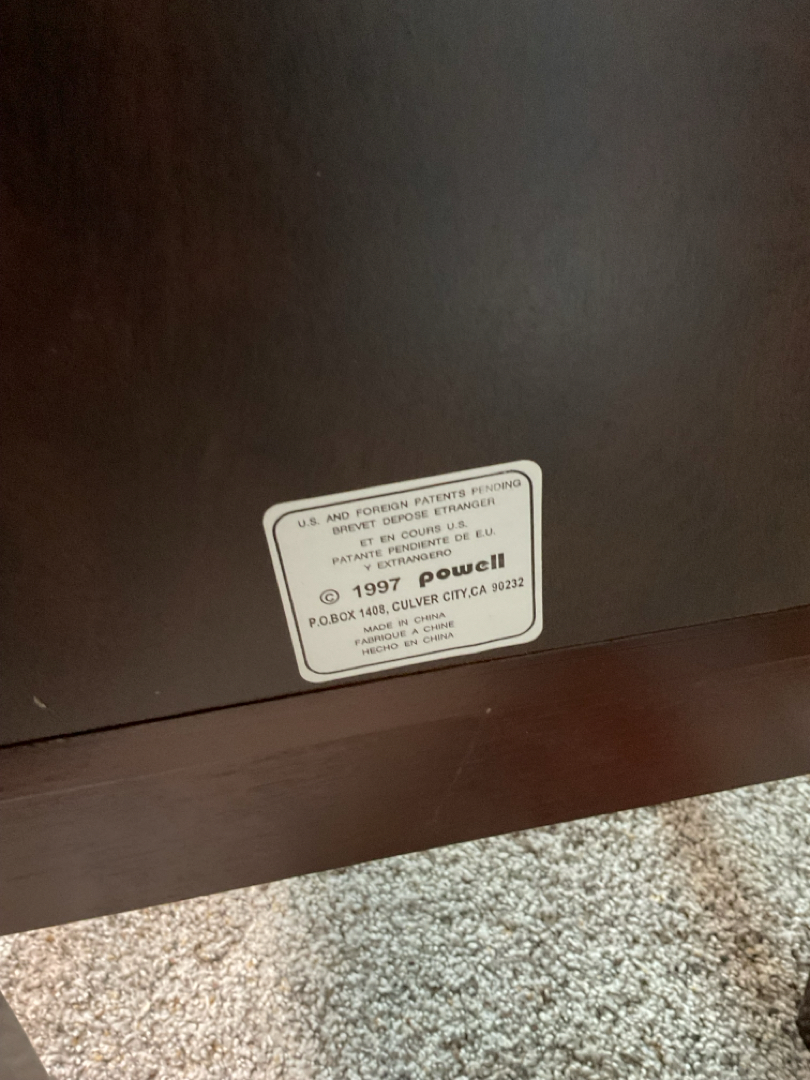 U.S. AND FOREIGN PATENTS PENDING
BREVET DEPOSE ETRANGER
ET EN COURS U.S.
PATANTE PENDIENTE DE E.U.
Y EXTRANGERO
© 1997 powell
P.O.BOX 1408, CULVER CITY,CA 90232
MADE IN CHINA
FABRIQUE A CHINE
HECHO EN CHINA